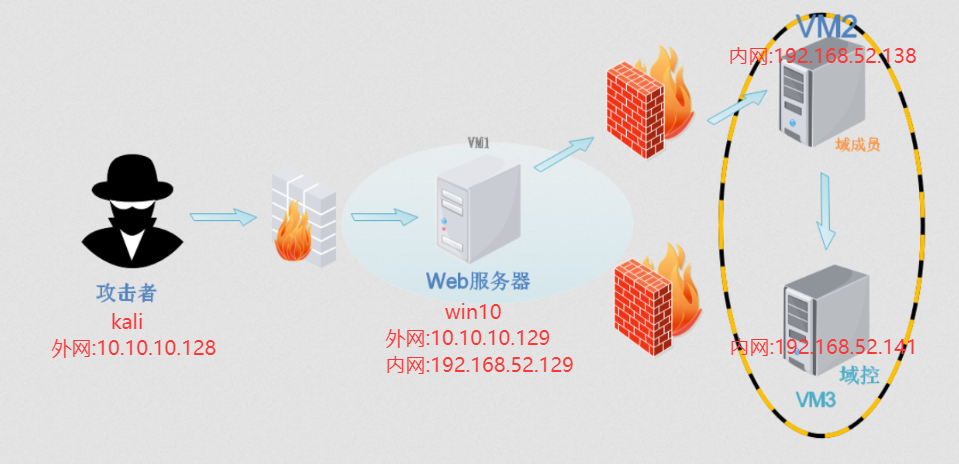 VM2
内网:192.168.52.138
域成员
VM1
Web服务器
win10
外网:10.10.10.129
内网:192.168.52.129
攻击者
kali
外网:10.10.10.128
内网:192.168.52.141
域控
VM3